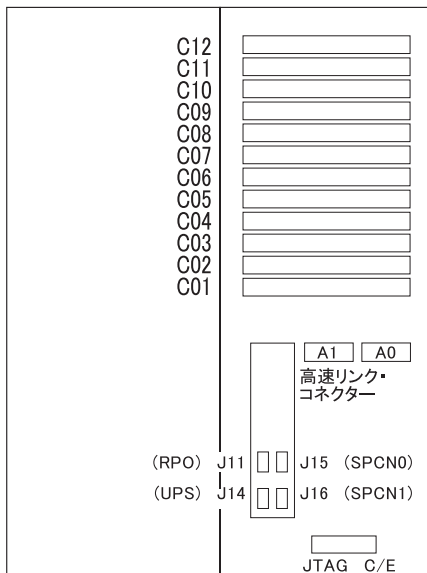 C12
C11
C10
C09
C08
C07
C06
C05
C04
C03
C02
C01
A1 A0
高速リンク・
コネクター
(RPO) J11 J15 (SPCN0)
(UPS) J14 J16 (SPCN1)
JTAG C/E